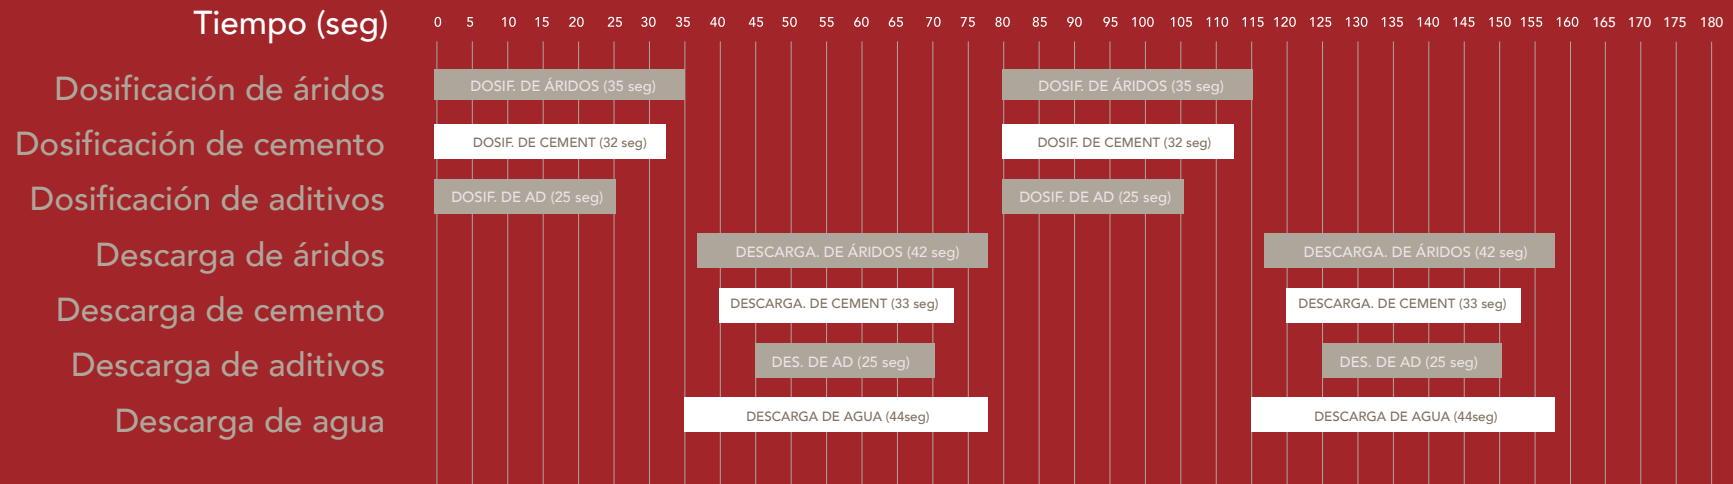 Tiempo (seg) 0 5 10 15 20 25 30 35 40 45 50 55 60 65 70 75 80 85 90 95 100 105 110 115 120 125 130 135 140 145 150 155 160 165 170 175 180
Dosificación de áridos DOSIF. DE ÁRIDOS (35 seg) DOSIF. DE ÁRIDOS (35 seg)
Dosificación de cemento DOSIF. DE CEMENT (32 seg) DOSIF. DE CEMENT (32 seg)
Dosificación de aditivos DOSIF. DE AD (25 seg) DOSIF. DE AD (25 seg)
Descarga de áridos DESCARGA. DE ÁRIDOS (42 seg) DESCARGA. DE ÁRIDOS (42 seg)
Descarga de cemento DESCARGA. DE CEMENT (33 seg) DESCARGA. DE CEMENT (33 seg)
Descarga de aditivos DES. DE AD (25 seg) DES. DE AD (25 seg)
Descarga de agua DESCARGA DE AGUA (44seg) DESCARGA DE AGUA (44seg)